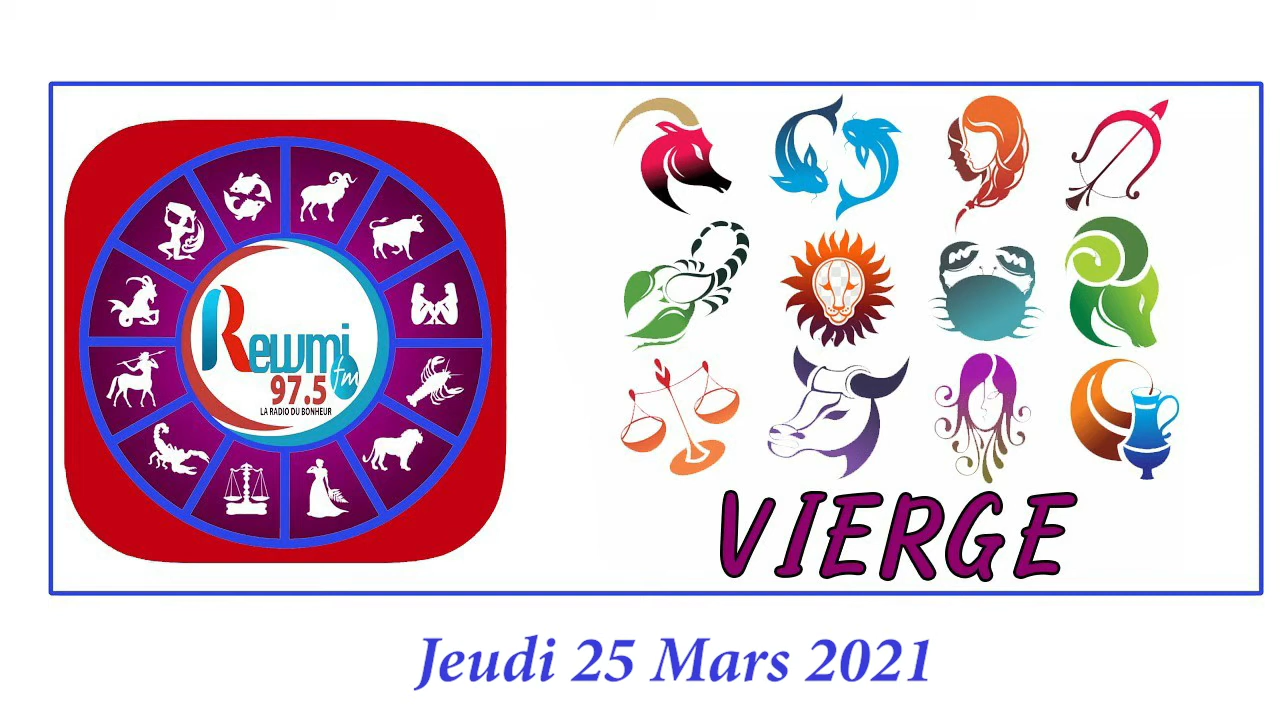 Rewmi
fm
97.5
LA RADIO DU BONHEUR
VIERGE
Jeudi 25 Mars 2021